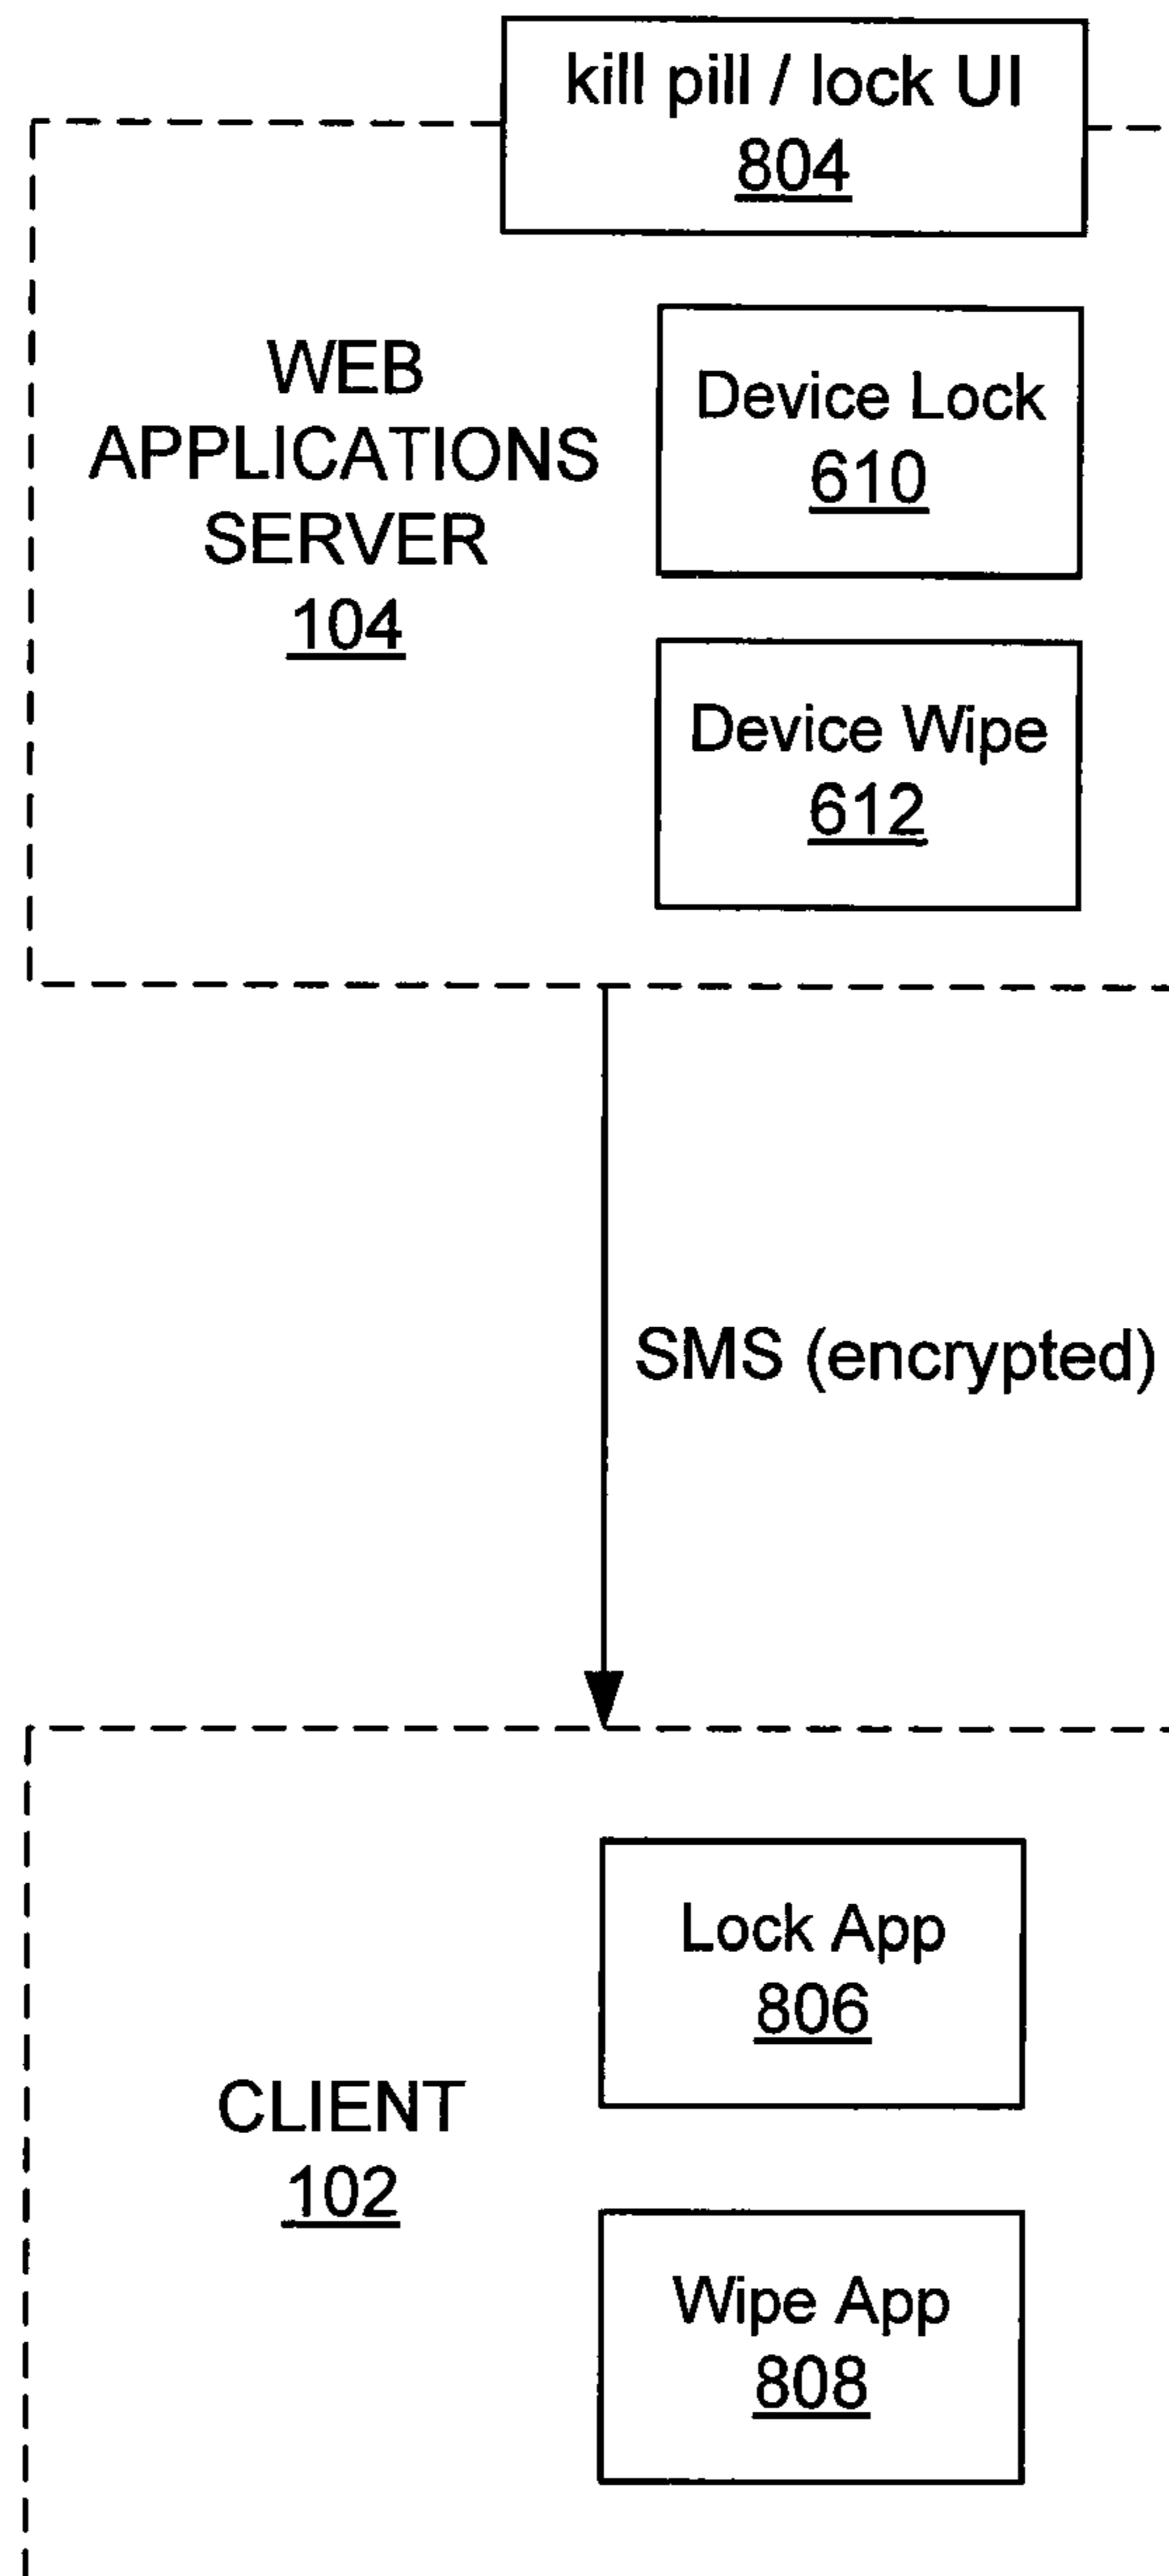 kill pill / lock UI
804
WEB
APPLICATIONS
SERVER
104
Device Lock
610
Device Wipe
612
SMS (encrypted)
Lock App
806
CLIENT
102
Wipe App
808